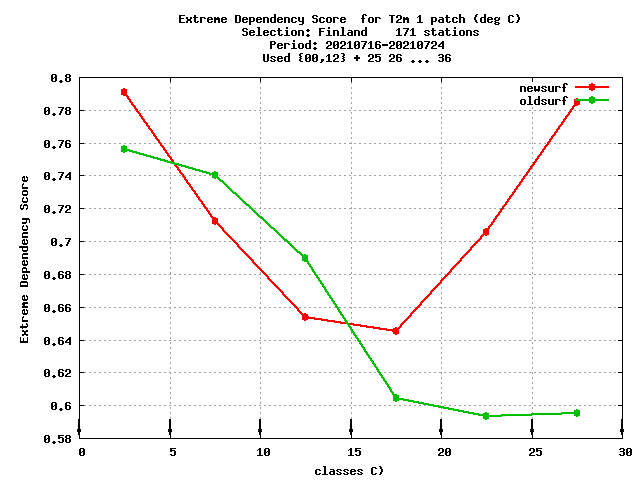 Extreme Dependency Score  for T2m 1 patch (deg C)
Selection: Finland    171 stations
Period: 20210716-20210724
Used {00,12} + 25 26 ... 36
newsurf
oldsurf
0,8
0,78
0,76
0,74
0,72
0,7
0,68
0,66
0,64
0,62
0,6
0,58
Extreme Dependency Score
0 5 10 15 20 25 30
classes C)